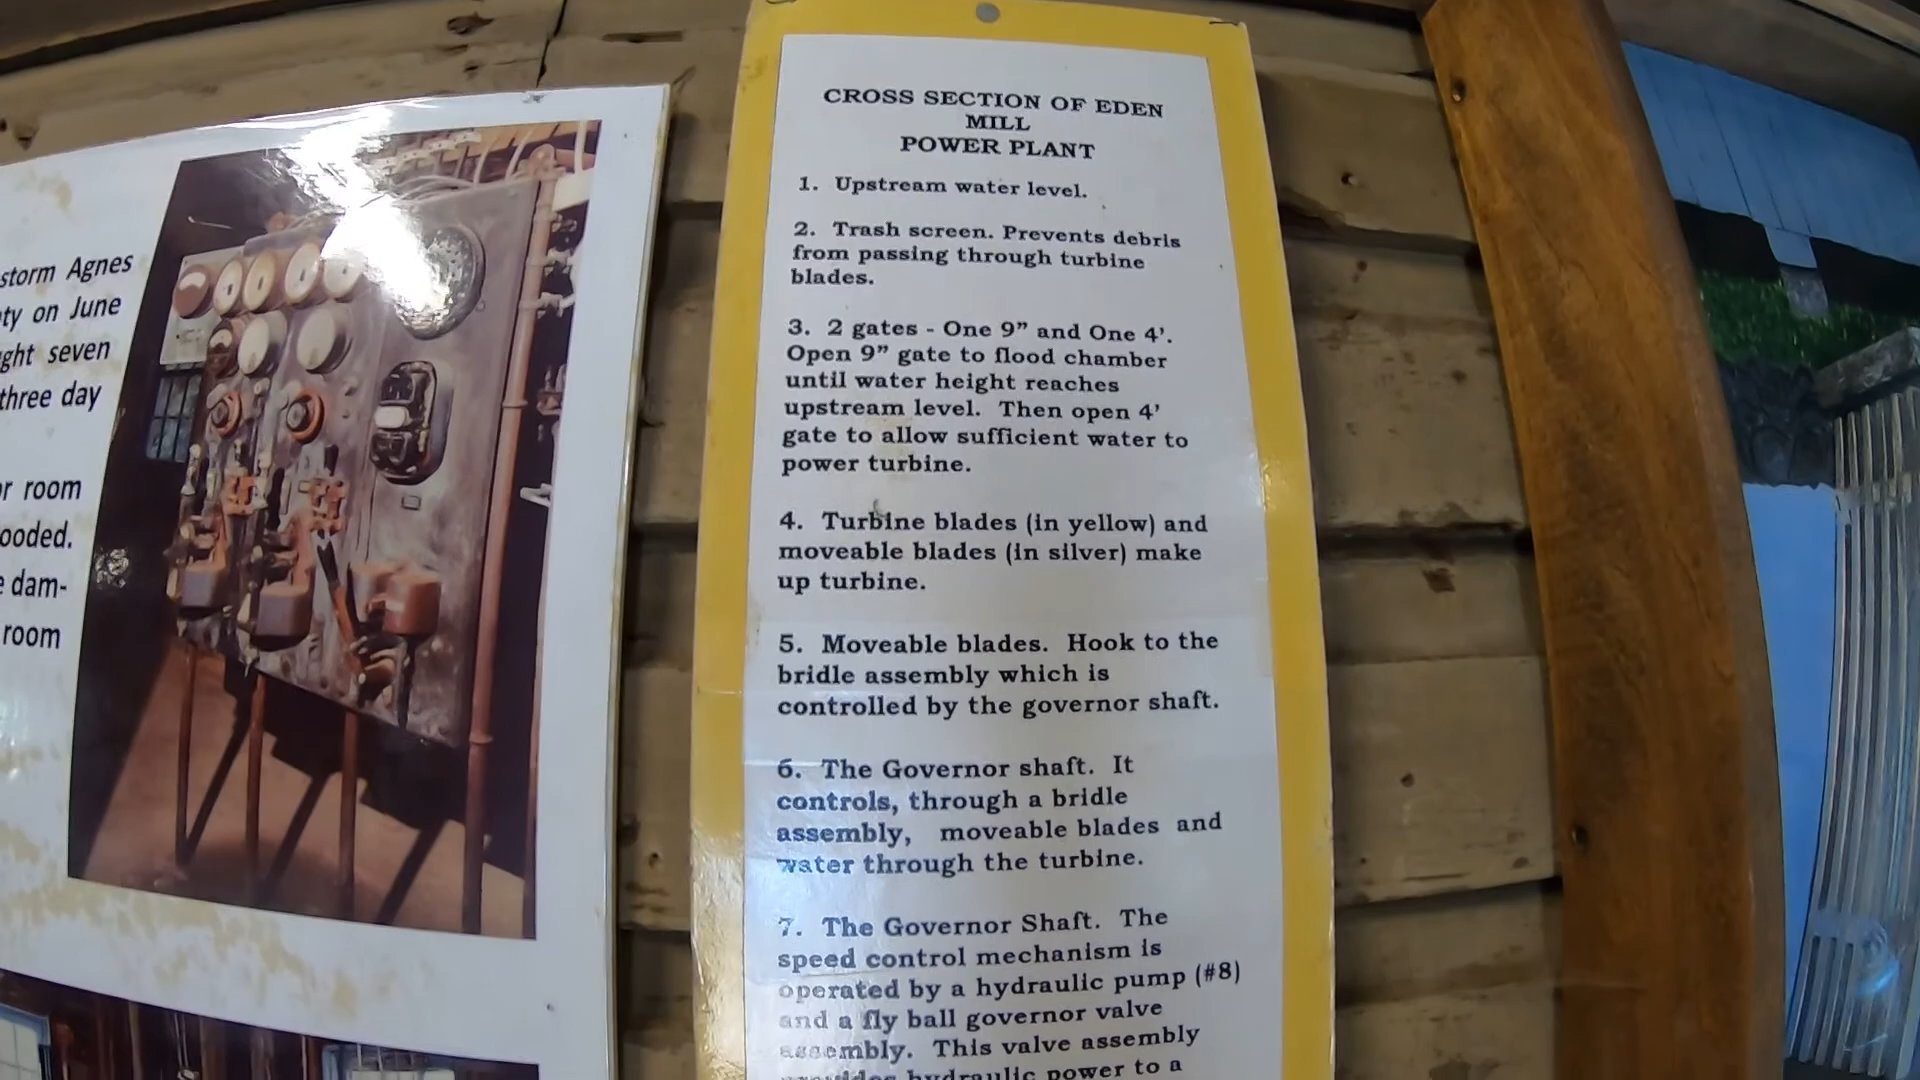 storm Agnes
ty on June
ght seven
three day
r room
ooded.
e dam-
room
CROSS SECTION OF EDEN
MILL
POWER PLANT
1. Upstream water level.
2. Trash screen. Prevents debris
from passing through turbine
blades.
3. 2 gates - One 9” and One 4’.
Open 9” gate to flood chamber
until water height reaches
upstream level. Then open 4’
gate to allow sufficient water to
power turbine.
4. Turbine blades (in yellow) and
moveable blades (in silver) make
up turbine.
5. Moveable blades. Hook to the
bridle assembly which is
controlled by the governor shaft.
6. The Governor shaft. It
controls, through a bridle
assembly, moveable blades and
water through the turbine.
7. The Governor Shaft. The
speed control mechanism is
operated by a hydraulic pump (#8)
and a fly ball governor valve
assembly. This valve assembly
provides hydraulic power to a